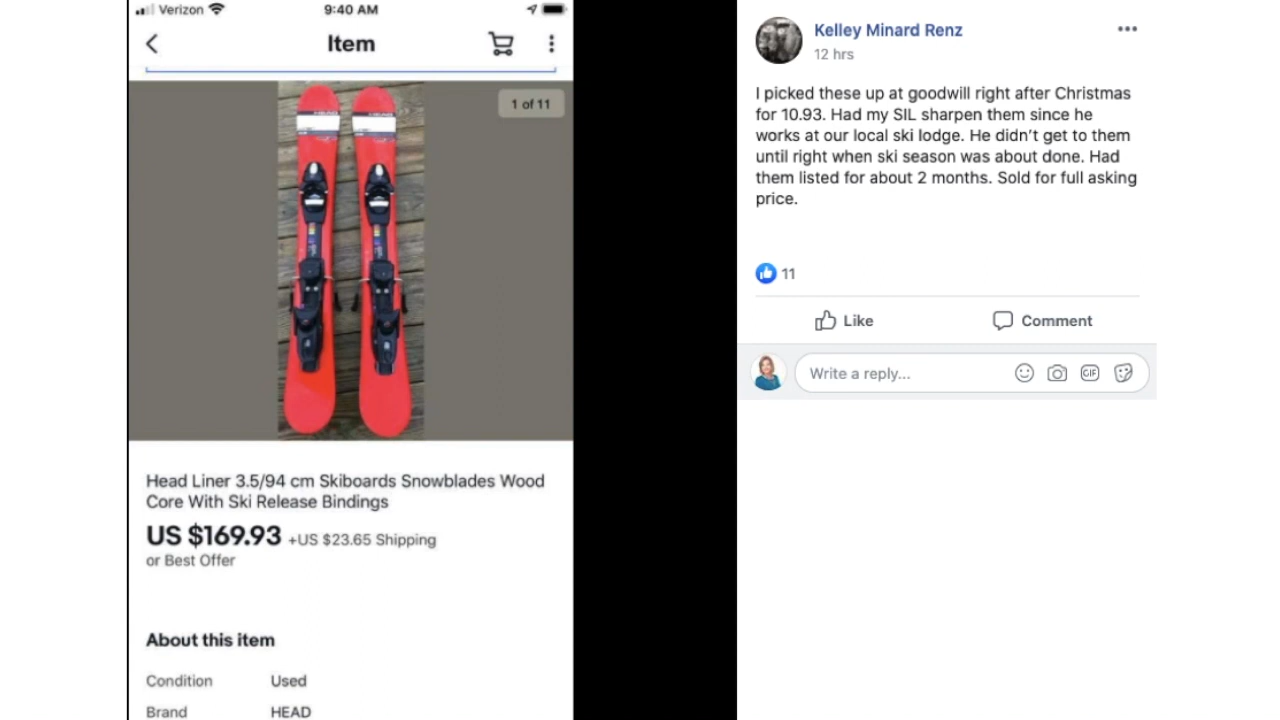 Verizon
9:40 AM
Item
1 of 11
HEAD
Head Liner 3.5/94 cm Skiboards Snowblades Wood
Core With Ski Release Bindings
US $169.93 +US $23.65 Shipping
or Best Offer
About this item
Condition Used
Brand HEAD
Kelley Minard Renz
12 hrs
I picked these up at goodwill right after Christmas
for 10.93. Had my SIL sharpen them since he
works at our local ski lodge. He didn’t get to them
until right when ski season was about done. Had
them listed for about 2 months. Sold for full asking
price.
11
Like
Comment
Write a reply...
GIF